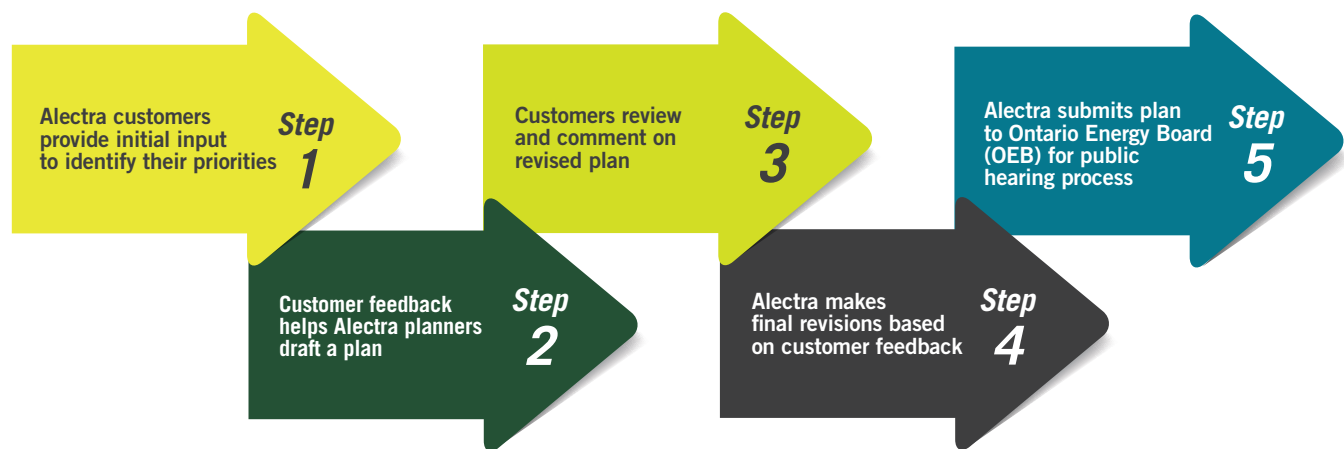 Alectra customers
provide initial input
to identify their priorities
Step
1
Customer feedback
helps Alectra planners
draft a plan
Step
2
Customers review
and comment on
revised plan
Step
3
Alectra makes
final revisions based
on customer feedback
Step
4
Alectra submits plan
to Ontario Energy Board
(OEB) for public
hearing process
Step
5